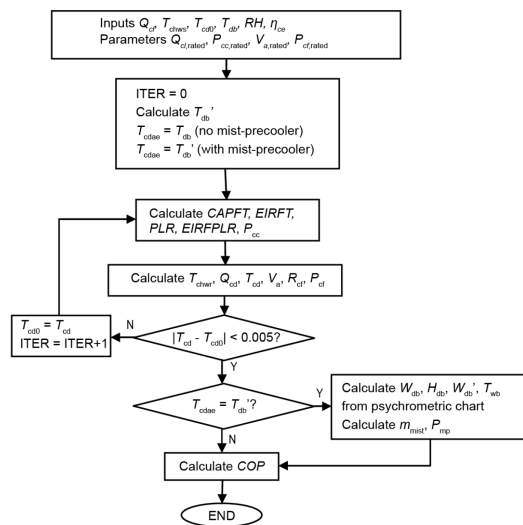 Inputs Q_cl, T_chws, T_cd0, T_db, RH, η_ce
Parameters Q_cl,rated, P_cc,rated, V_a,rated, P_cf,rated
ITER = 0
Calculate T_db'
T_cdae = T_db (no mist-precooler)
T_cdae = T_db' (with mist-precooler)
Calculate CAPFT, EIRFT,
PLR, EIRFPLR, P_cc
Calculate T_chwr, Q_cd, T_cd, V_a, R_cf, P_cf
T_cd0 = T_cd
ITER = ITER+1
N
|T_cd - T_cd0| < 0.005?
Y
T_cdae = T_db'?
Y
Calculate W_db, H_db, W_db', T_wb
from psychrometric chart
Calculate m_mist, P_mp
N
Calculate COP
END